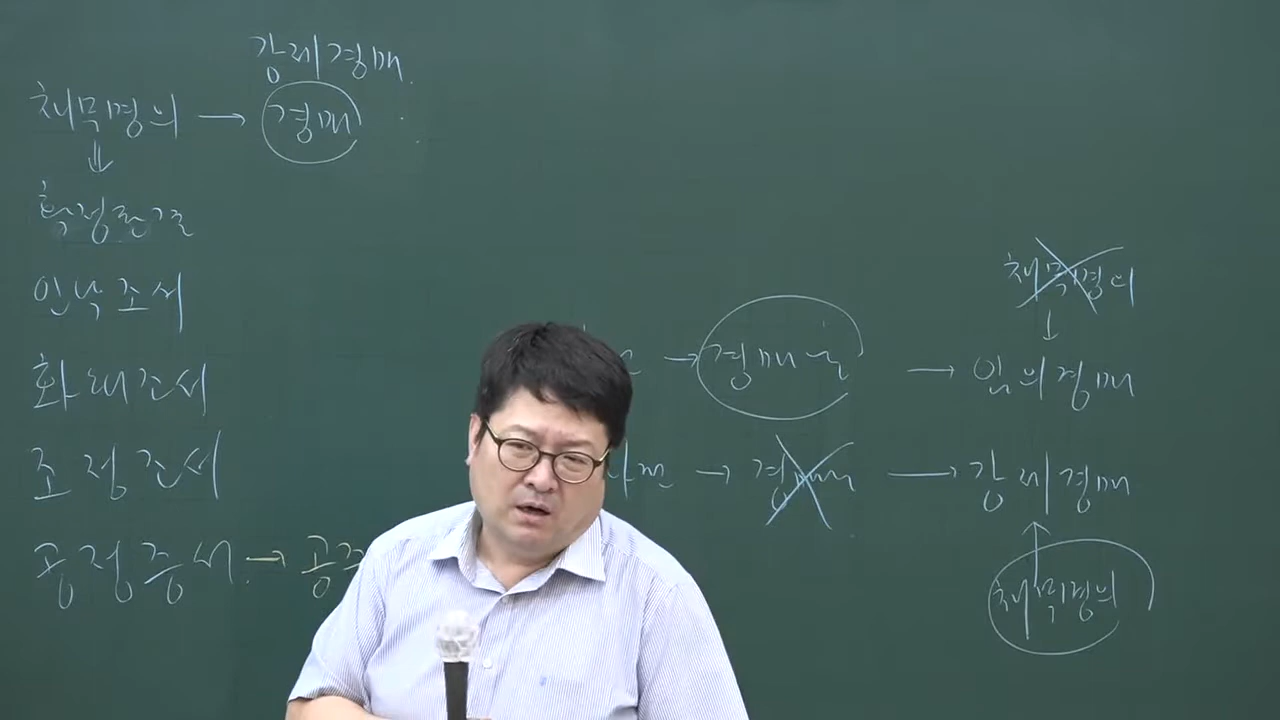 강제경매.
채무명의 → 경매
⇓
확정판결
인낙조서
화해조서
조정조서
공정증서 → 공
채무명의
↓
→ 경매 → 임의경매
→ 경매 → 강제경매
↑
채무명의